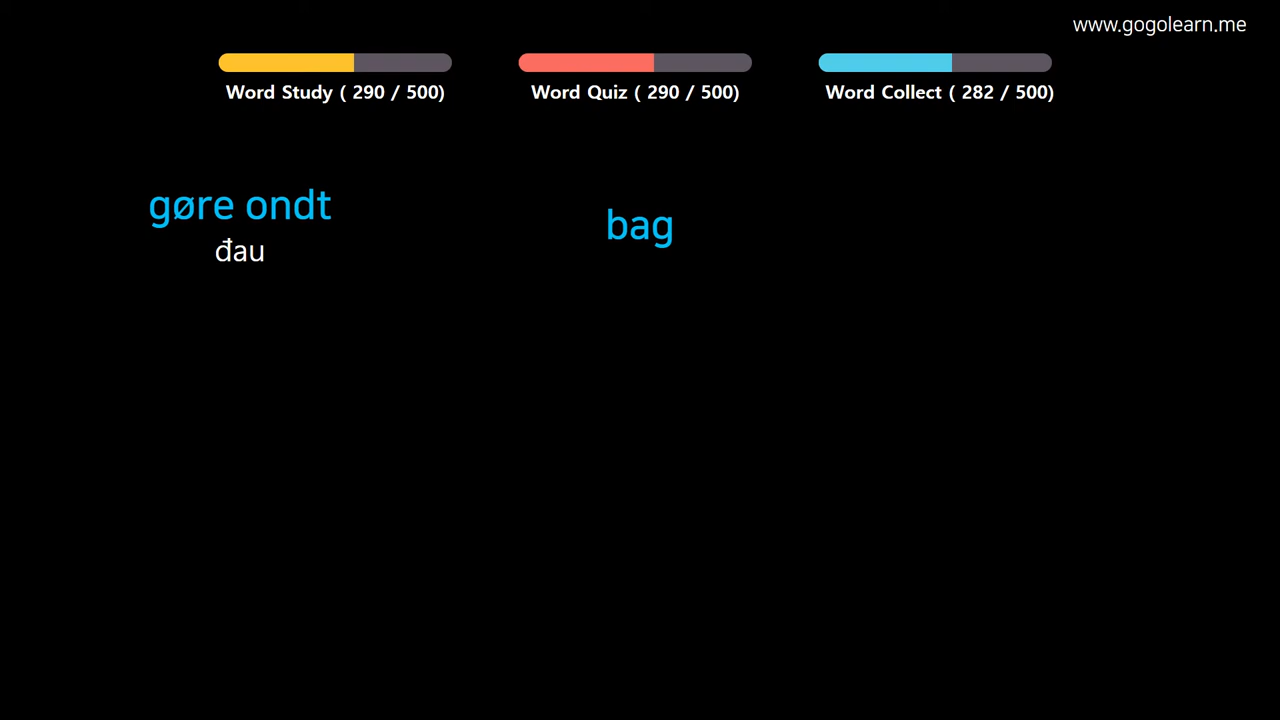 www.gogolearn.me
Word Study ( 290 / 500)
Word Quiz ( 290 / 500)
Word Collect ( 282 / 500)
gøre ondt
đau
bag